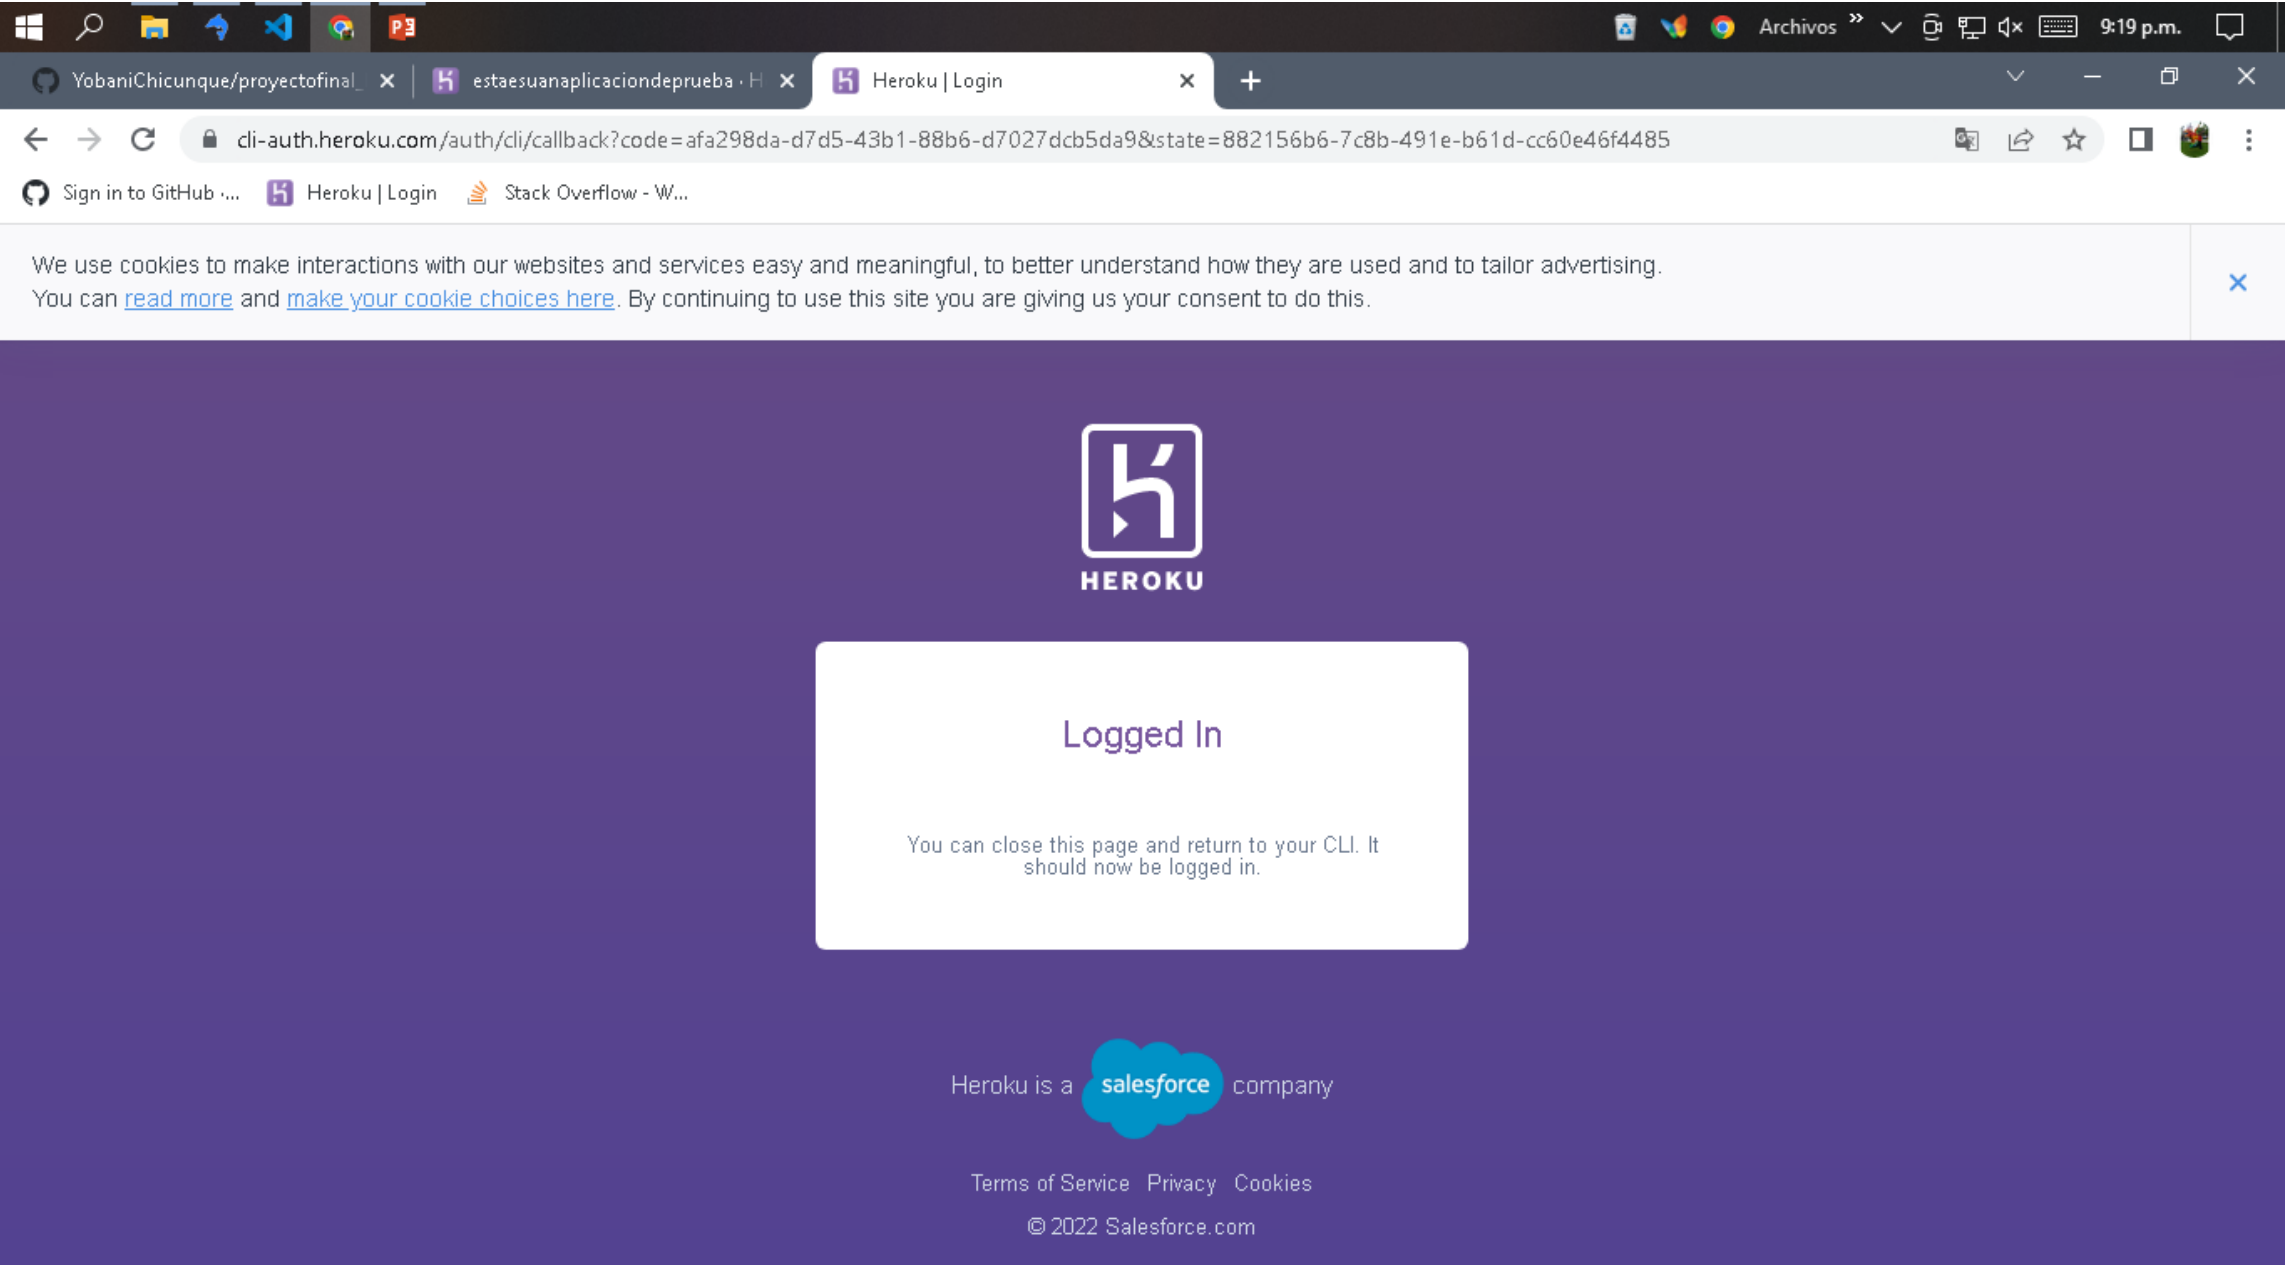 Archivos » 9:19 p.m.
YobaniChicunque/proyectofinal_ estaesuanaplicaciondeprueba · H Heroku | Login
cli-auth.heroku.com/auth/cli/callback?code=afa298da-d7d5-43b1-88b6-d7027dcb5da9&state=882156b6-7c8b-491e-b61d-cc60e46f4485
Sign in to GitHub ·... Heroku | Login Stack Overflow - W...
We use cookies to make interactions with our websites and services easy and meaningful, to better understand how they are used and to tailor advertising.
You can read more and make your cookie choices here. By continuing to use this site you are giving us your consent to do this.
HEROKU
Logged In
You can close this page and return to your CLI. It
should now be logged in.
Heroku is a salesforce company
Terms of Service Privacy Cookies
© 2022 Salesforce.com